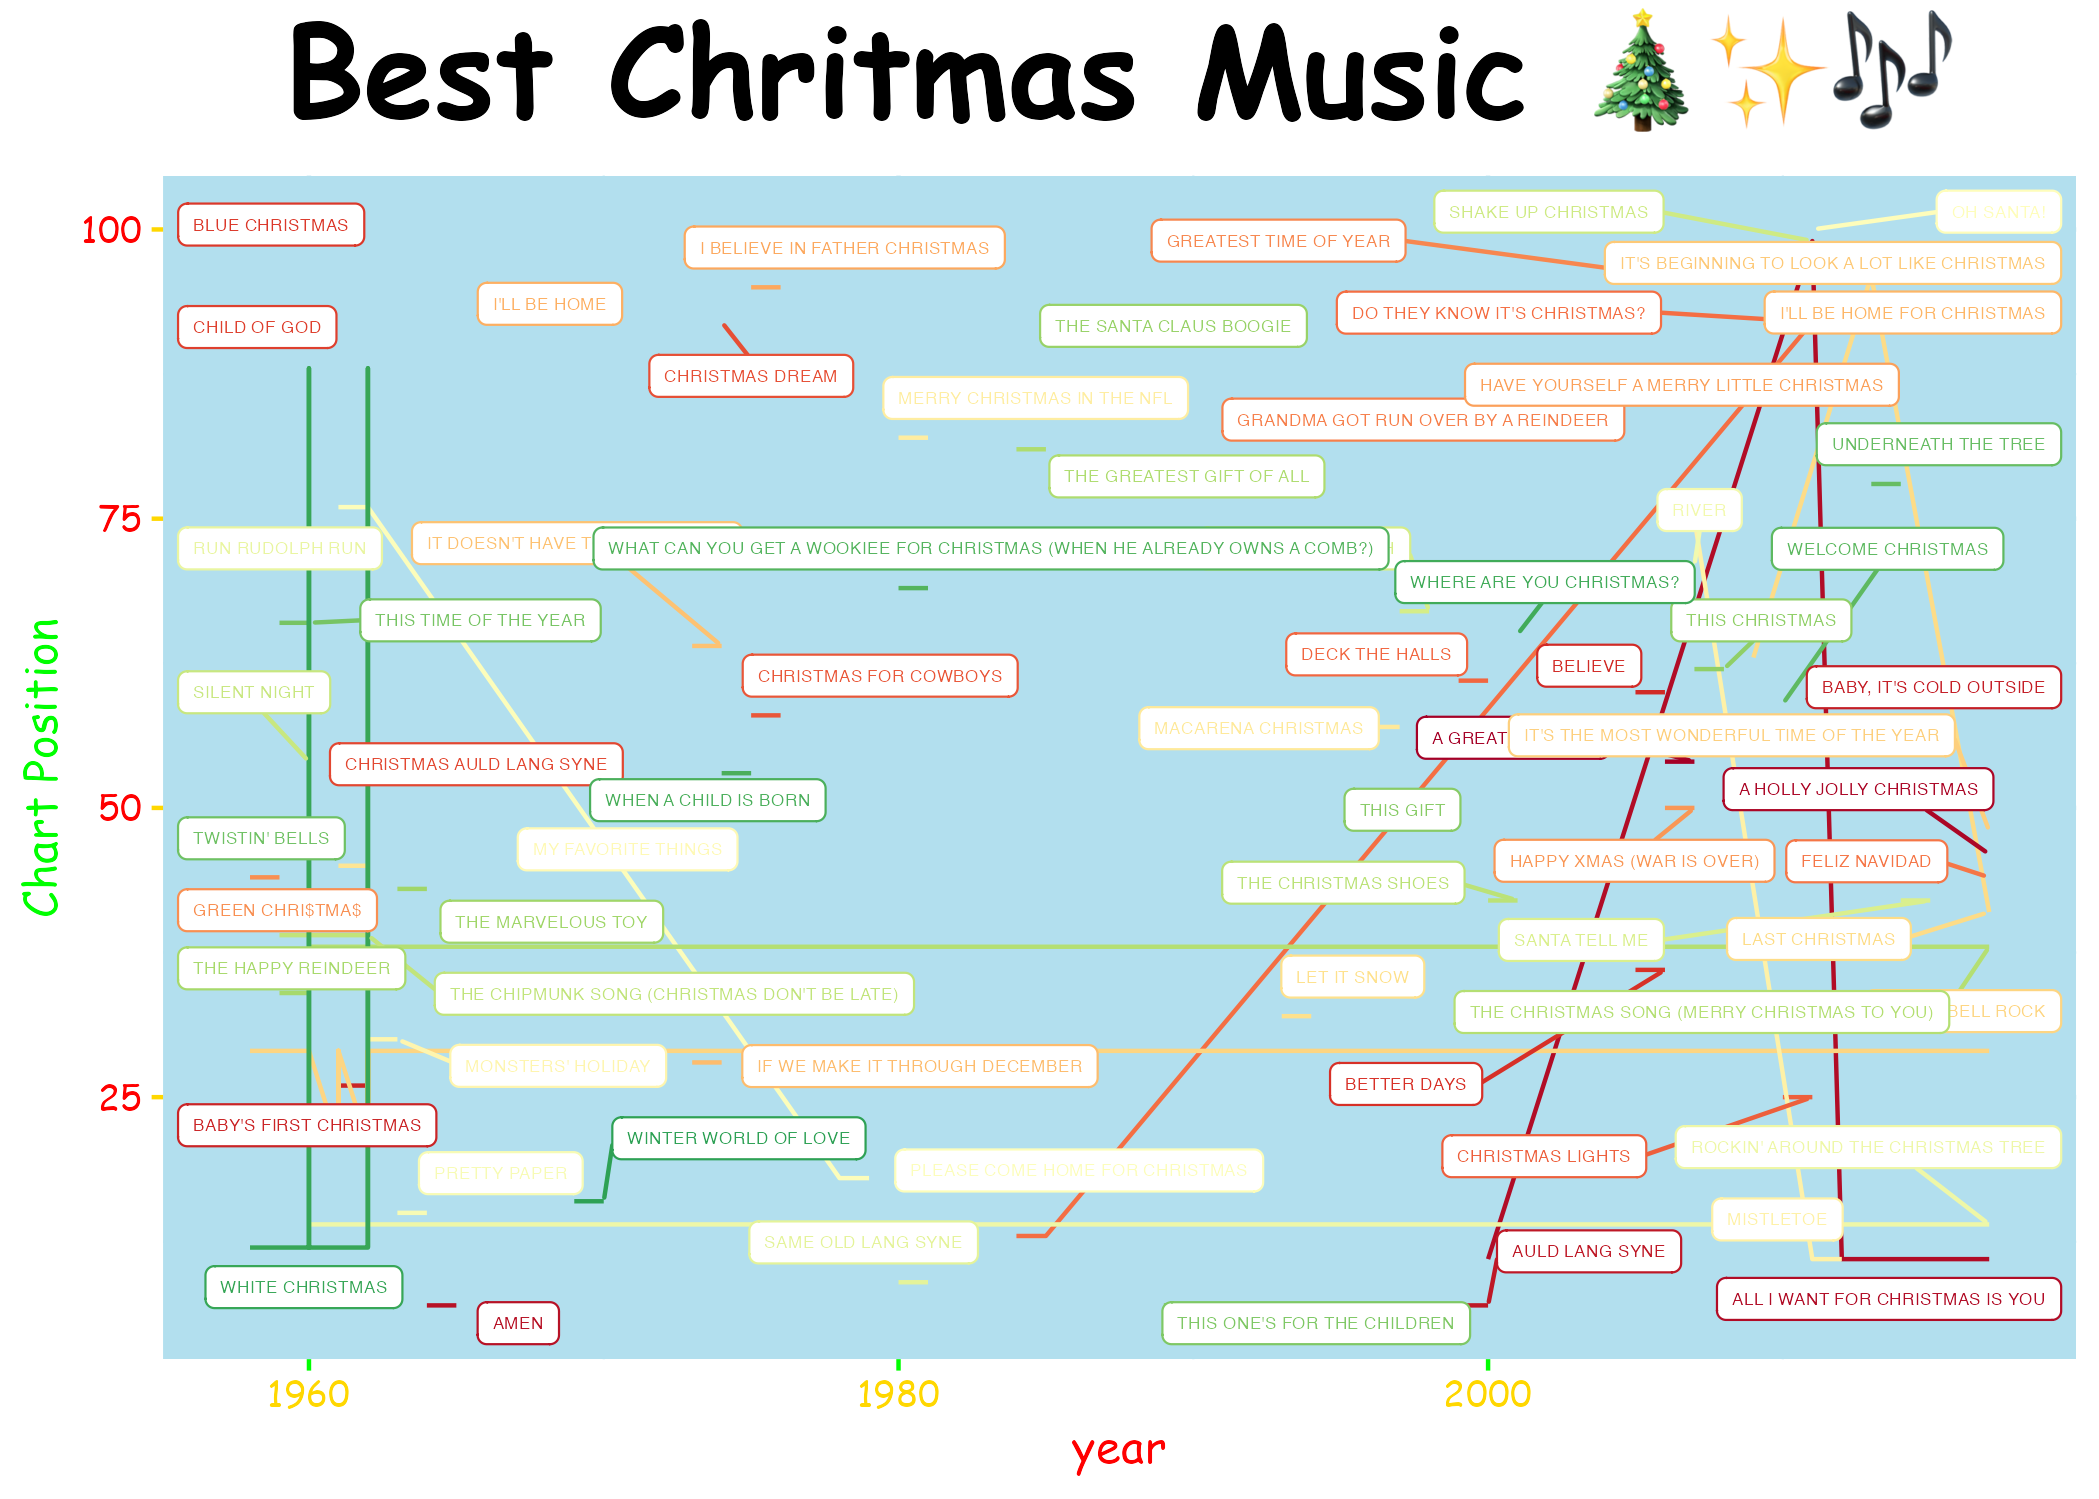 Best Chritmas Music
Chart Position
100
75
50
25
BLUE CHRISTMAS
SHAKE UP CHRISTMAS
OH SANTA!
I BELIEVE IN FATHER CHRISTMAS
GREATEST TIME OF YEAR
IT'S BEGINNING TO LOOK A LOT LIKE CHRISTMAS
I'LL BE HOME
CHILD OF GOD
THE SANTA CLAUS BOOGIE
DO THEY KNOW IT'S CHRISTMAS?
I'LL BE HOME FOR CHRISTMAS
CHRISTMAS DREAM
MERRY CHRISTMAS IN THE NFL
HAVE YOURSELF A MERRY LITTLE CHRISTMAS
GRANDMA GOT RUN OVER BY A REINDEER
UNDERNEATH THE TREE
THE GREATEST GIFT OF ALL
RIVER
RUN RUDOLPH RUN
IT DOESN'T HAVE T
WHAT CAN YOU GET A WOOKIEE FOR CHRISTMAS (WHEN HE ALREADY OWNS A COMB?)
WELCOME CHRISTMAS
WHERE ARE YOU CHRISTMAS?
THIS TIME OF THE YEAR
THIS CHRISTMAS
DECK THE HALLS
BELIEVE
CHRISTMAS FOR COWBOYS
SILENT NIGHT
BABY, IT'S COLD OUTSIDE
MACARENA CHRISTMAS
A GREAT
IT'S THE MOST WONDERFUL TIME OF THE YEAR
CHRISTMAS AULD LANG SYNE
WHEN A CHILD IS BORN
A HOLLY JOLLY CHRISTMAS
THIS GIFT
TWISTIN' BELLS
MY FAVORITE THINGS
HAPPY XMAS (WAR IS OVER)
FELIZ NAVIDAD
THE CHRISTMAS SHOES
GREEN CHRI$TMA$
THE MARVELOUS TOY
SANTA TELL ME
LAST CHRISTMAS
THE HAPPY REINDEER
THE CHIPMUNK SONG (CHRISTMAS DON'T BE LATE)
LET IT SNOW
THE CHRISTMAS SONG (MERRY CHRISTMAS TO YOU)
BELL ROCK
MONSTERS' HOLIDAY
IF WE MAKE IT THROUGH DECEMBER
BETTER DAYS
BABY'S FIRST CHRISTMAS
WINTER WORLD OF LOVE
CHRISTMAS LIGHTS
ROCKIN' AROUND THE CHRISTMAS TREE
PRETTY PAPER
PLEASE COME HOME FOR CHRISTMAS
MISTLETOE
SAME OLD LANG SYNE
AULD LANG SYNE
WHITE CHRISTMAS
ALL I WANT FOR CHRISTMAS IS YOU
AMEN
THIS ONE'S FOR THE CHILDREN
1960
1980
2000
year